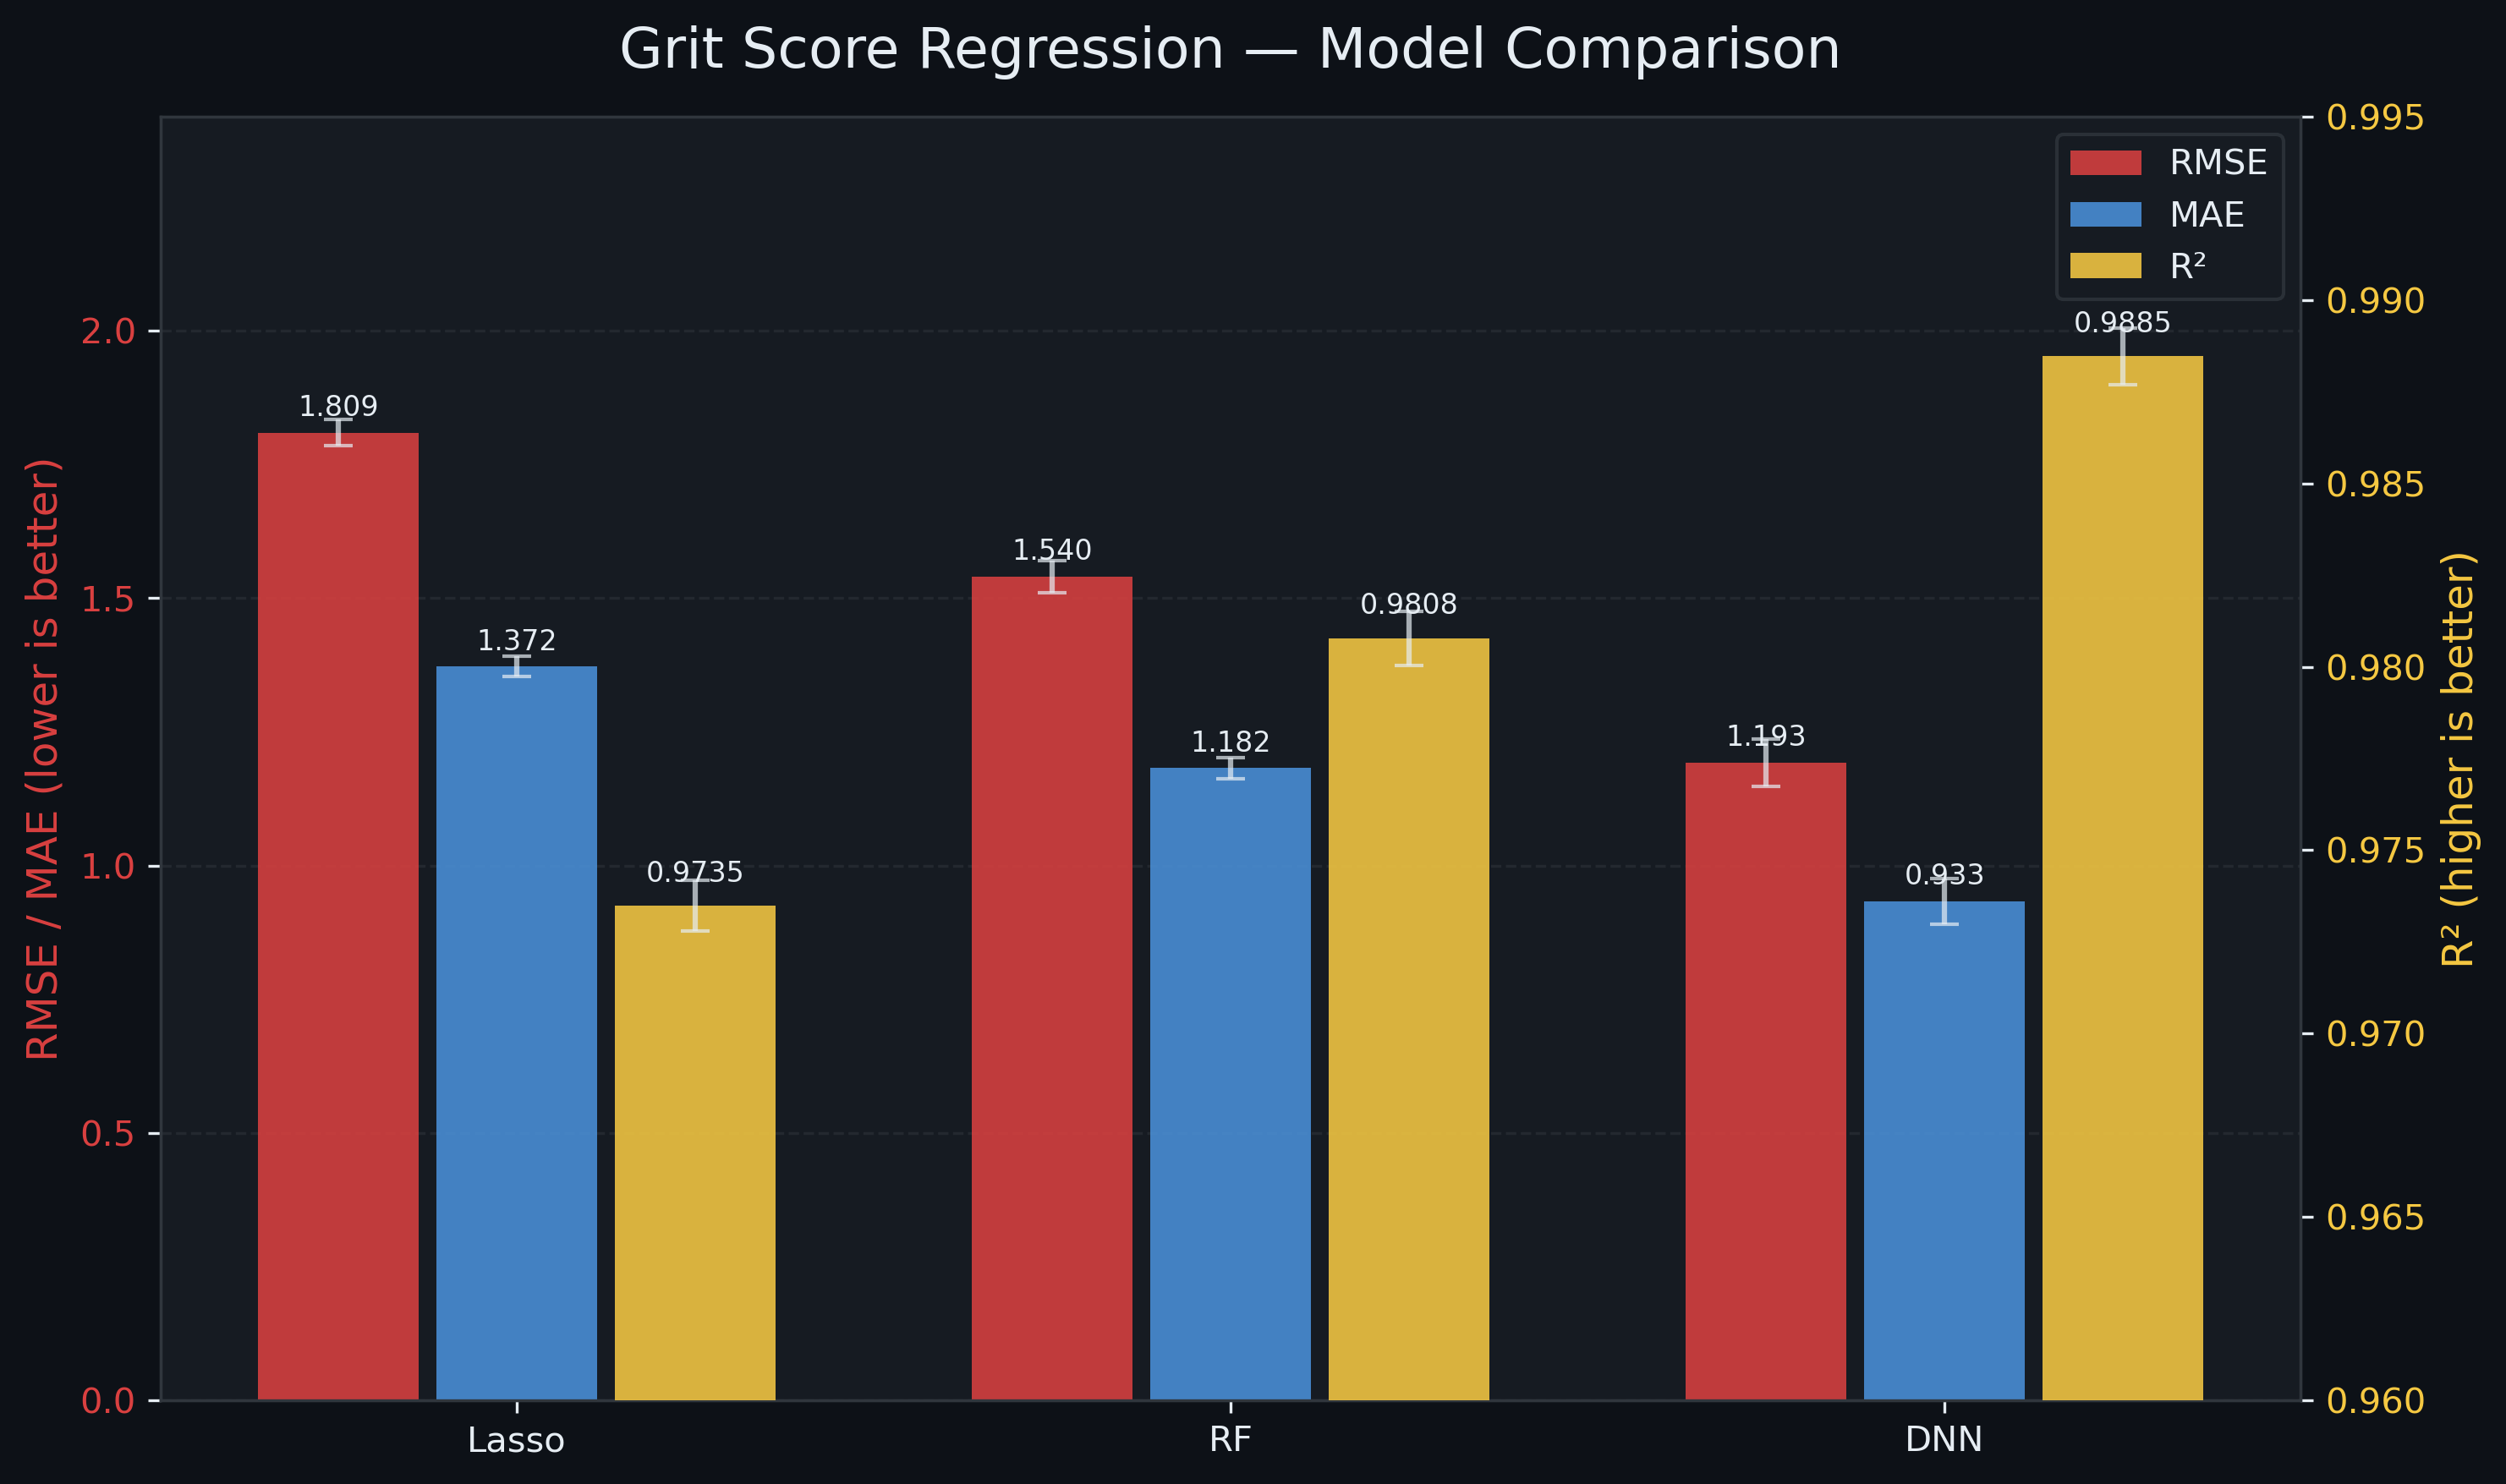 Grit Score Regression — Model Comparison
RMSE / MAE (lower is better)
2.0
1.5
1.0
0.5
0.0
RMSE
MAE
R²
1.809
1.372
0.9735
1.540
1.182
0.9808
1.193
0.933
0.9885
0.995
0.990
0.985
0.980
0.975
0.970
0.965
0.960
R² (higher is better)
Lasso
RF
DNN